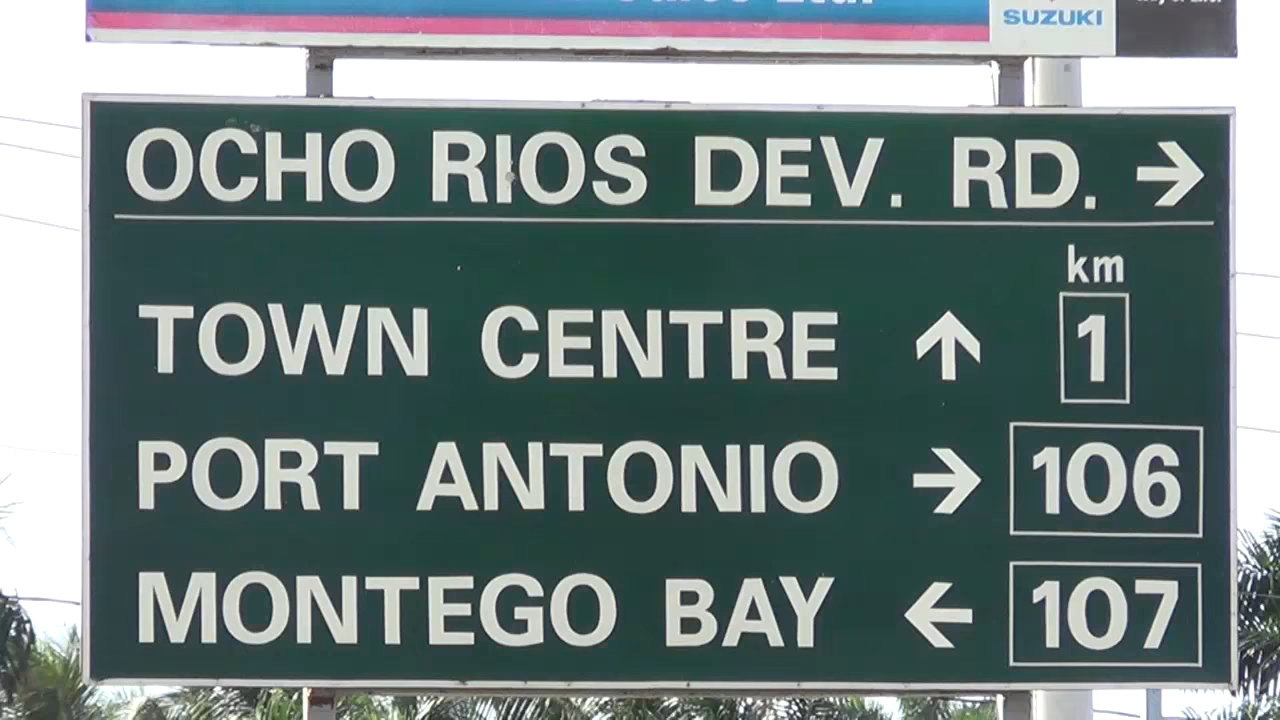 SUZUKI
OCHO RIOS DEV. RD. →
km
TOWN CENTRE ↑ 1
PORT ANTONIO → 106
MONTEGO BAY ← 107